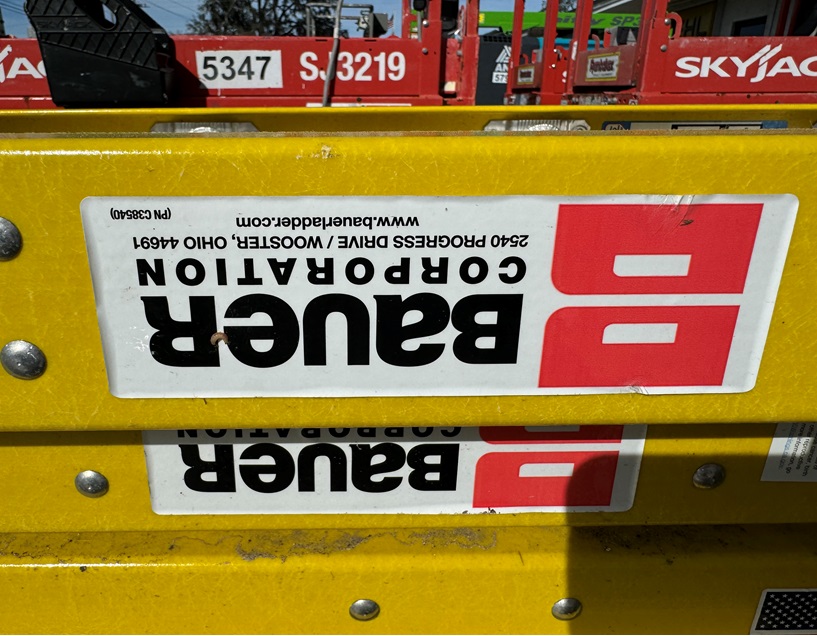 5347
SJ3219
SKYJAC
BaueR
CORPORATION
2540 PROGRESS DRIVE / WOOSTER, OHIO 44691
www.bauerladder.com
(PN C38540)
BaueR
CORPORATION